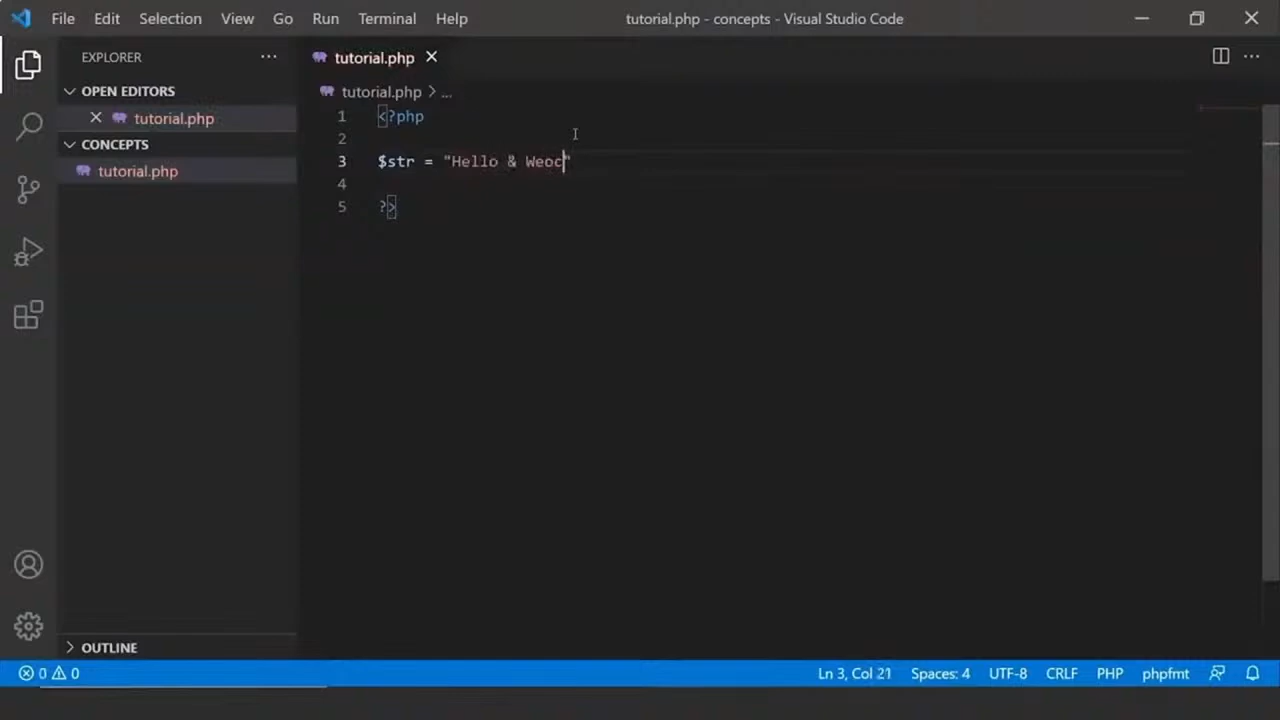 File Edit Selection View Go Run Terminal Help
tutorial.php - concepts - Visual Studio Code
EXPLORER ...
OPEN EDITORS
tutorial.php
CONCEPTS
tutorial.php
OUTLINE
tutorial.php
tutorial.php > ...
1 <?php
2
3 $str = "Hello & Weoc"
4
5 ?>
0 0
Ln 3, Col 21 Spaces: 4 UTF-8 CRLF PHP phpfmt